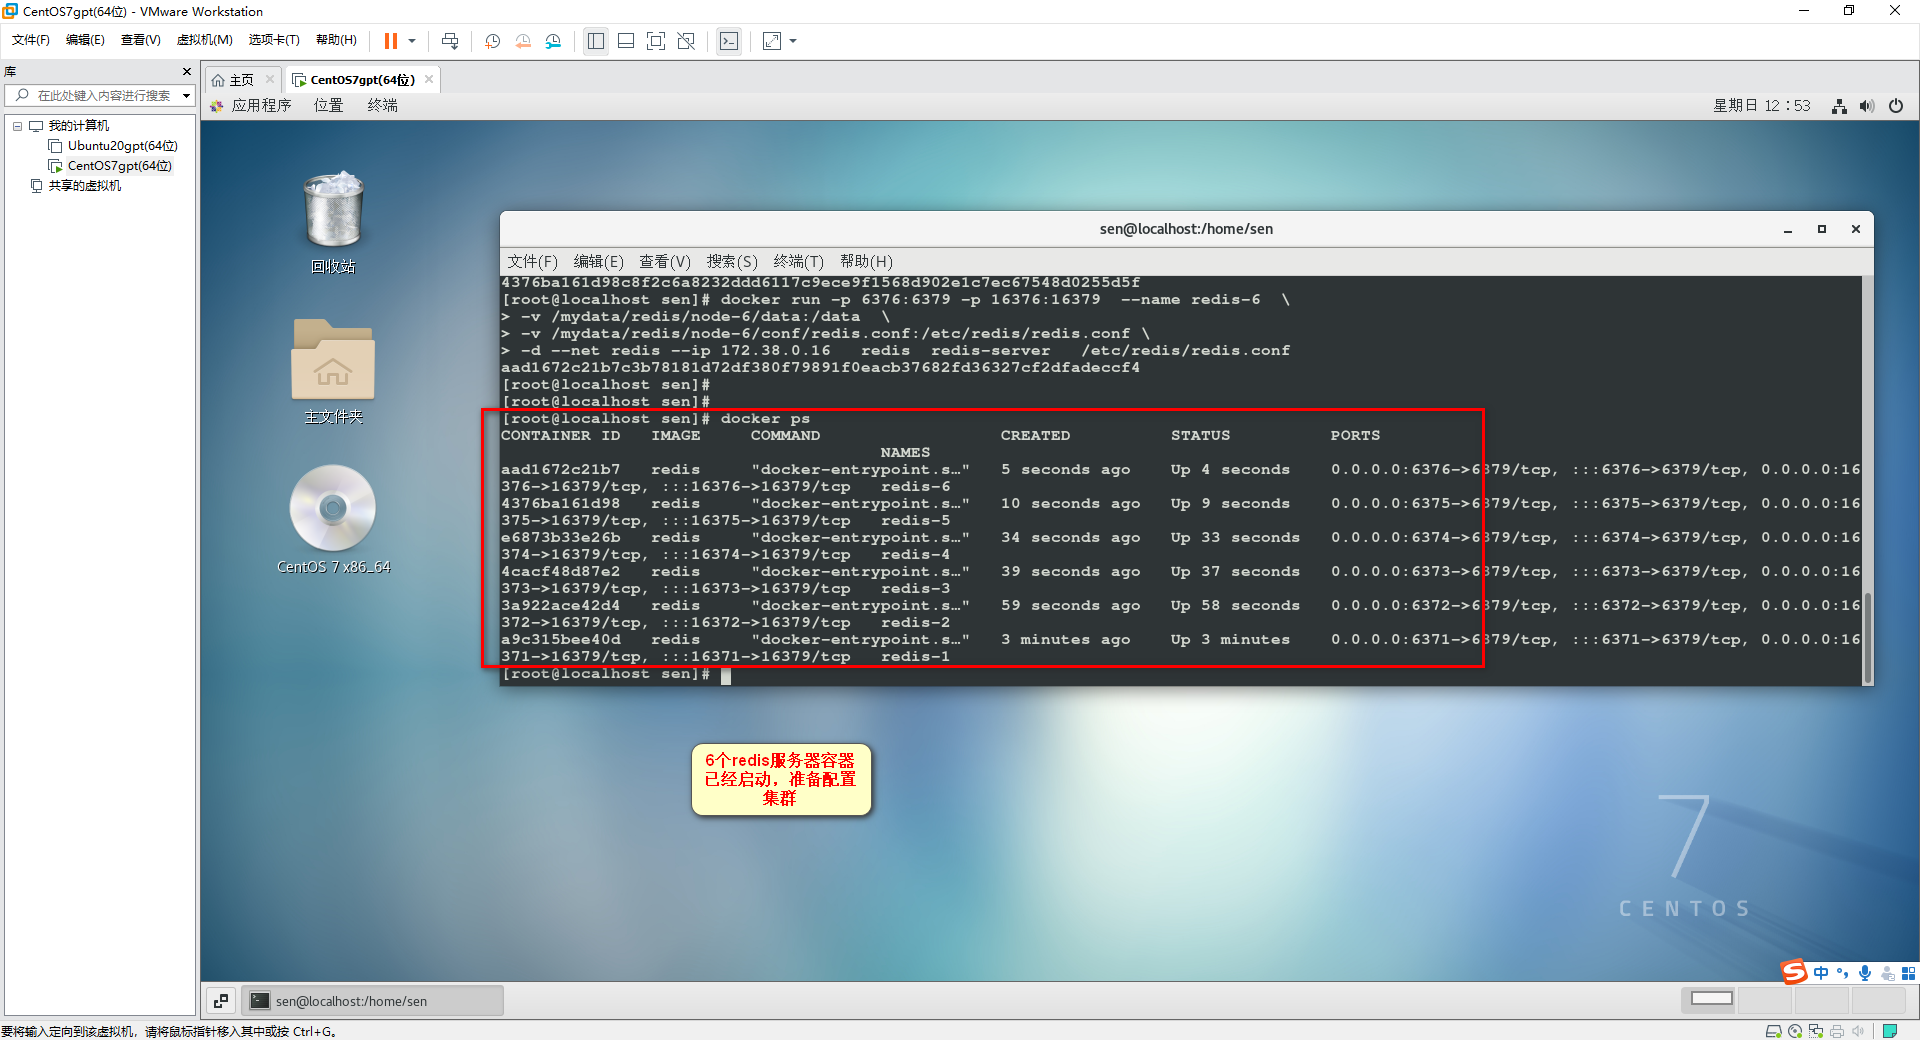 CentOS7gpt(64位) - VMware Workstation
文件(F) 编辑(E) 查看(V) 虚拟机(M) 选项卡(T) 帮助(H)
库
在此处键入内容进行搜索
我的计算机
Ubuntu20gpt(64位)
CentOS7gpt(64位)
共享的虚拟机
主页 CentOS7gpt(64位)
应用程序 位置 终端 星期日 12：53
回收站
主文件夹
CentOS 7 x86_64
sen@localhost:/home/sen
文件(F) 编辑(E) 查看(V) 搜索(S) 终端(T) 帮助(H)
4376ba161d98c8f2c6a8232ddd6117c9ece9f1568d902e1c7ec67548d0255d5f
[root@localhost sen]# docker run -p 6376:6379 -p 16376:16379  --name redis-6  \
> -v /mydata/redis/node-6/data:/data  \
> -v /mydata/redis/node-6/conf/redis.conf:/etc/redis/redis.conf \
> -d --net redis --ip 172.38.0.16   redis  redis-server   /etc/redis/redis.conf
aad1672c21b7c3b78181d72df380f79891f0eacb37682fd36327cf2dfadeccf4
[root@localhost sen]#
[root@localhost sen]#
[root@localhost sen]# docker ps
CONTAINER ID   IMAGE     COMMAND                  CREATED          STATUS          PORTS
NAMES
aad1672c21b7   redis     "docker-entrypoint.s…"   5 seconds ago    Up 4 seconds    0.0.0.0:6376->6379/tcp, :::6376->6379/tcp, 0.0.0.0:16
376->16379/tcp, :::16376->16379/tcp   redis-6
4376ba161d98   redis     "docker-entrypoint.s…"   10 seconds ago   Up 9 seconds    0.0.0.0:6375->6379/tcp, :::6375->6379/tcp, 0.0.0.0:16
375->16379/tcp, :::16375->16379/tcp   redis-5
e6873b33e26b   redis     "docker-entrypoint.s…"   34 seconds ago   Up 33 seconds   0.0.0.0:6374->6379/tcp, :::6374->6379/tcp, 0.0.0.0:16
374->16379/tcp, :::16374->16379/tcp   redis-4
4cacf48d87e2   redis     "docker-entrypoint.s…"   39 seconds ago   Up 37 seconds   0.0.0.0:6373->6379/tcp, :::6373->6379/tcp, 0.0.0.0:16
373->16379/tcp, :::16373->16379/tcp   redis-3
3a922ace42d4   redis     "docker-entrypoint.s…"   59 seconds ago   Up 58 seconds   0.0.0.0:6372->6379/tcp, :::6372->6379/tcp, 0.0.0.0:16
372->16379/tcp, :::16372->16379/tcp   redis-2
a9c315bee40d   redis     "docker-entrypoint.s…"   3 minutes ago    Up 3 minutes    0.0.0.0:6371->6379/tcp, :::6371->6379/tcp, 0.0.0.0:16
371->16379/tcp, :::16371->16379/tcp   redis-1
[root@localhost sen]#
6个redis服务器容器
已经启动，准备配置
集群
7
CENTOS
S 中
sen@localhost:/home/sen
要将输入定向到该虚拟机，请将鼠标指针移入其中或按 Ctrl+G。